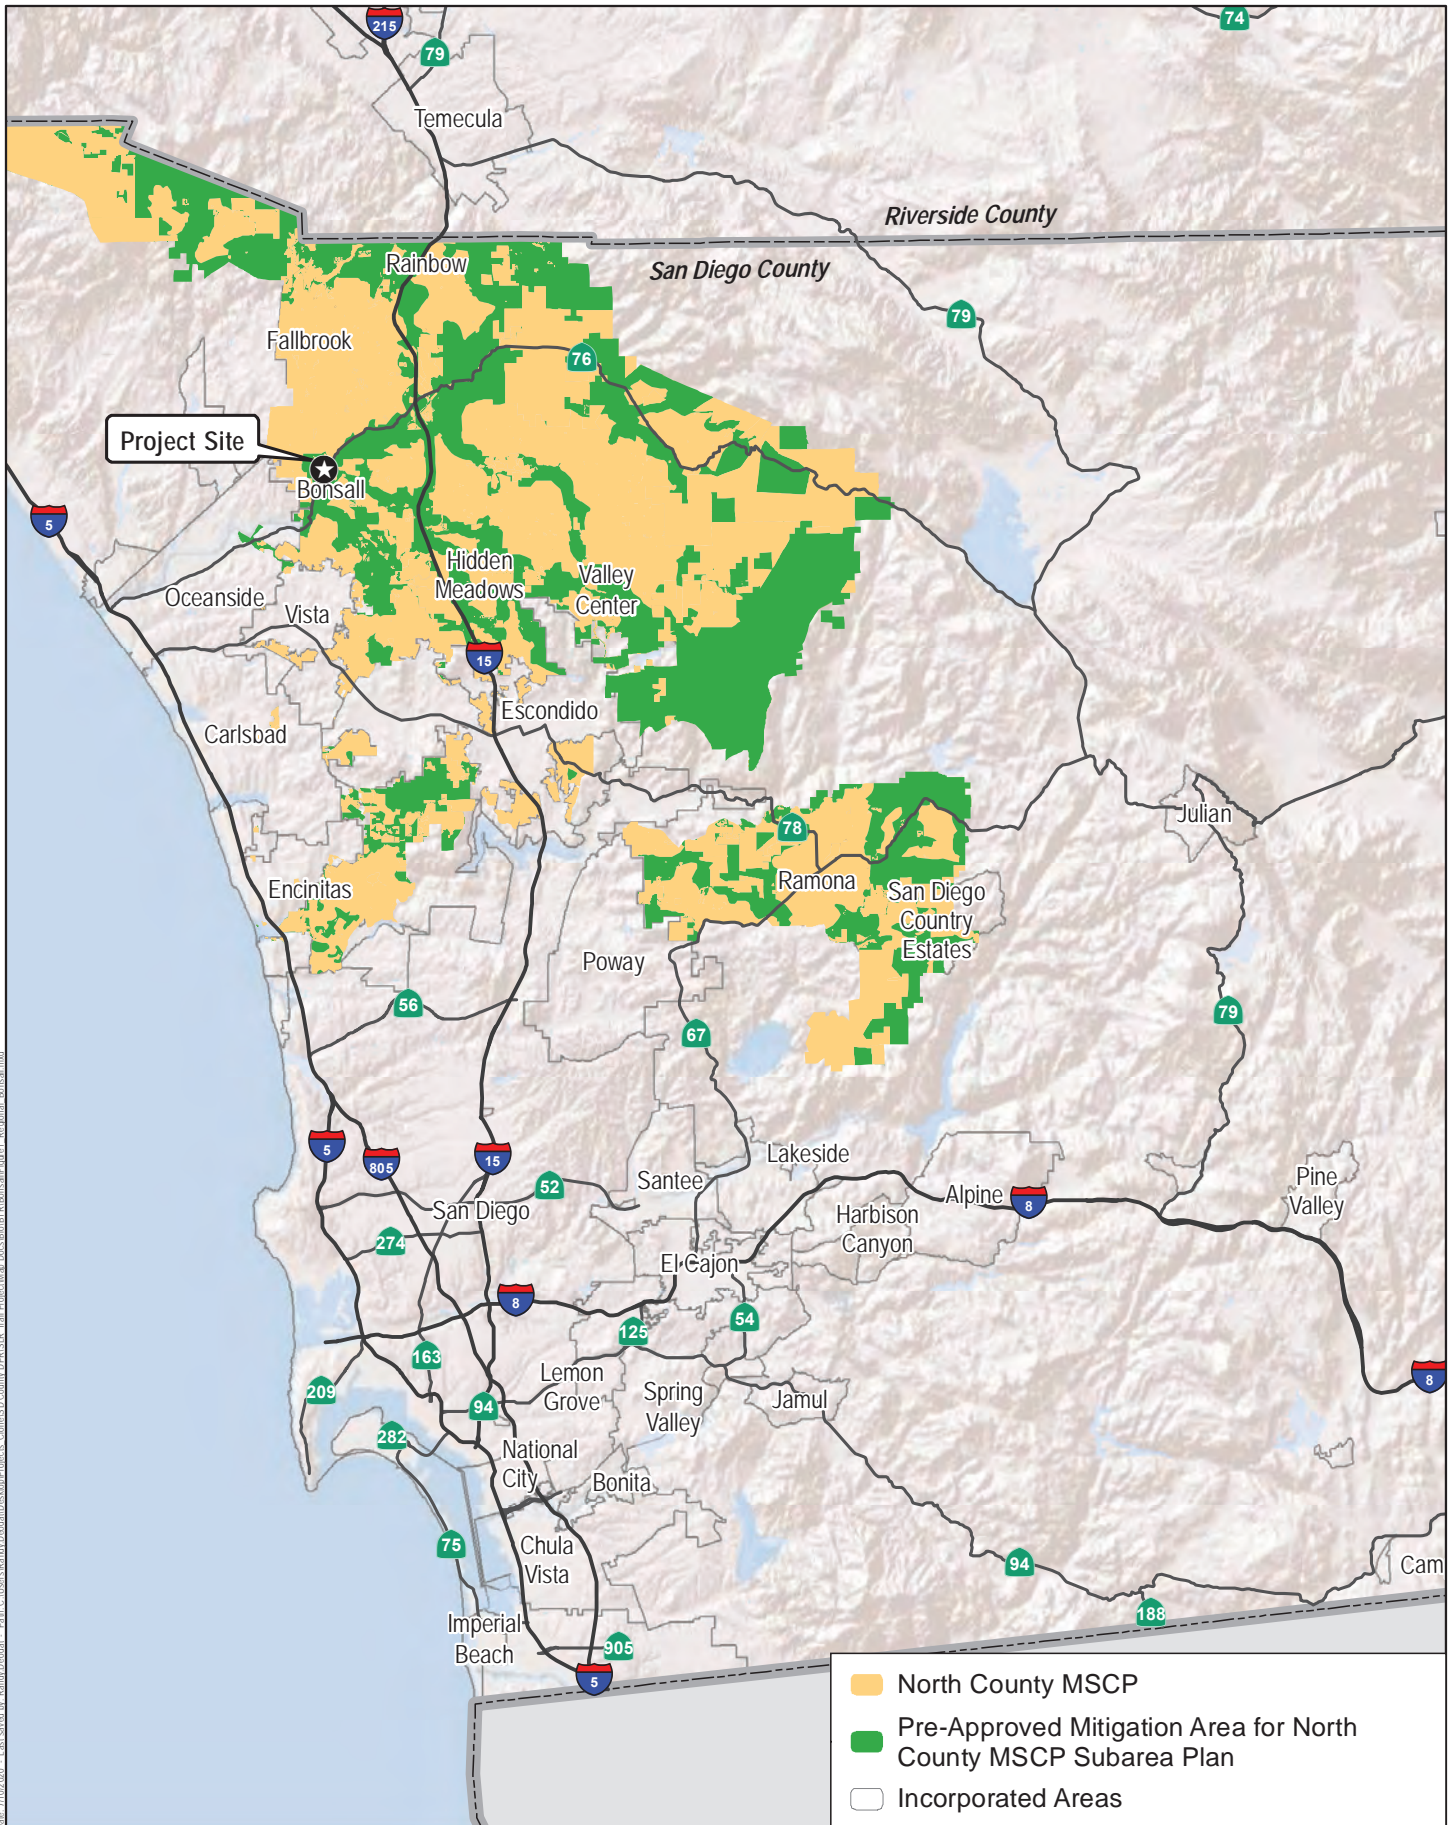 215
74
79
Temecula
Riverside County
San Diego County
Rainbow
79
Fallbrook
76
Project Site
Bonsall
5
Hidden
Meadows
Valley
Center
Oceanside
Vista
15
Escondido
Carlsbad
Julian
78
Ramona
Encinitas
San Diego
Country
Estates
Poway
56
79
67
5
805
15
Lakeside
Santee
52
Pine
Valley
Alpine
8
San Diego
Harbison
Canyon
274
El Cajon
8
54
125
163
Lemon
Grove
8
209
Spring
Valley
Jamul
94
282
National
City
Bonita
75
Chula
Vista
94
Cam
188
Imperial
Beach
905
5
North County MSCP
Pre-Approved Mitigation Area for North
County MSCP Subarea Plan
Incorporated Areas